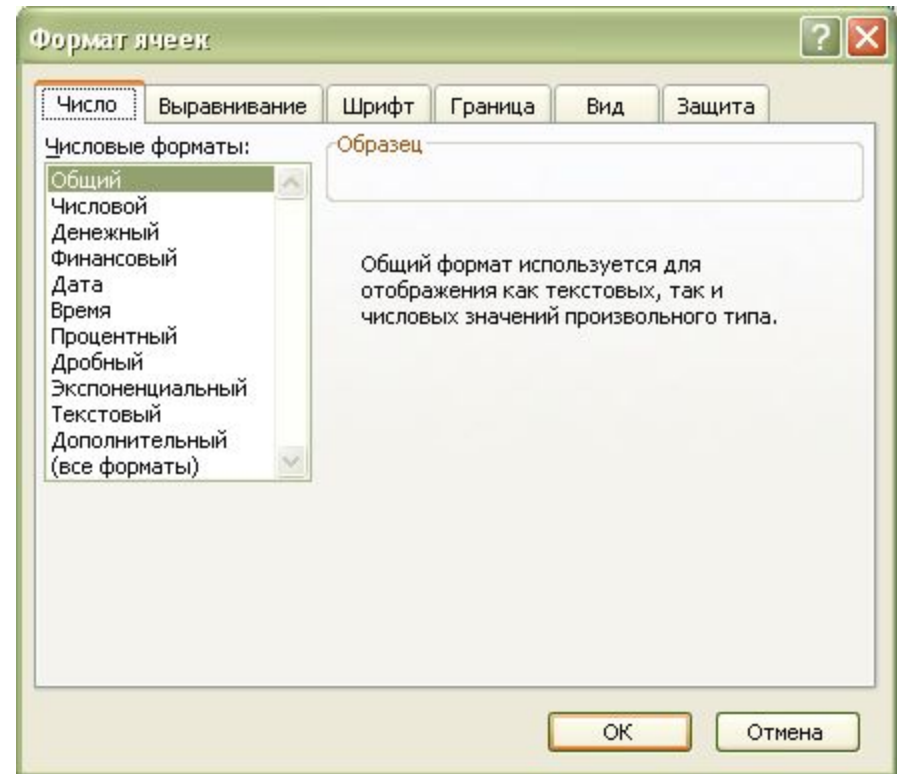 Формат ячеек
?
Число Выравнивание Шрифт Граница Вид Защита
Числовые форматы:
Общий
Числовой
Денежный
Финансовый
Дата
Время
Процентный
Дробный
Экспоненциальный
Текстовый
Дополнительный
(все форматы)
Образец
Общий формат используется для
отображения как текстовых, так и
числовых значений произвольного типа.
ОК Отмена